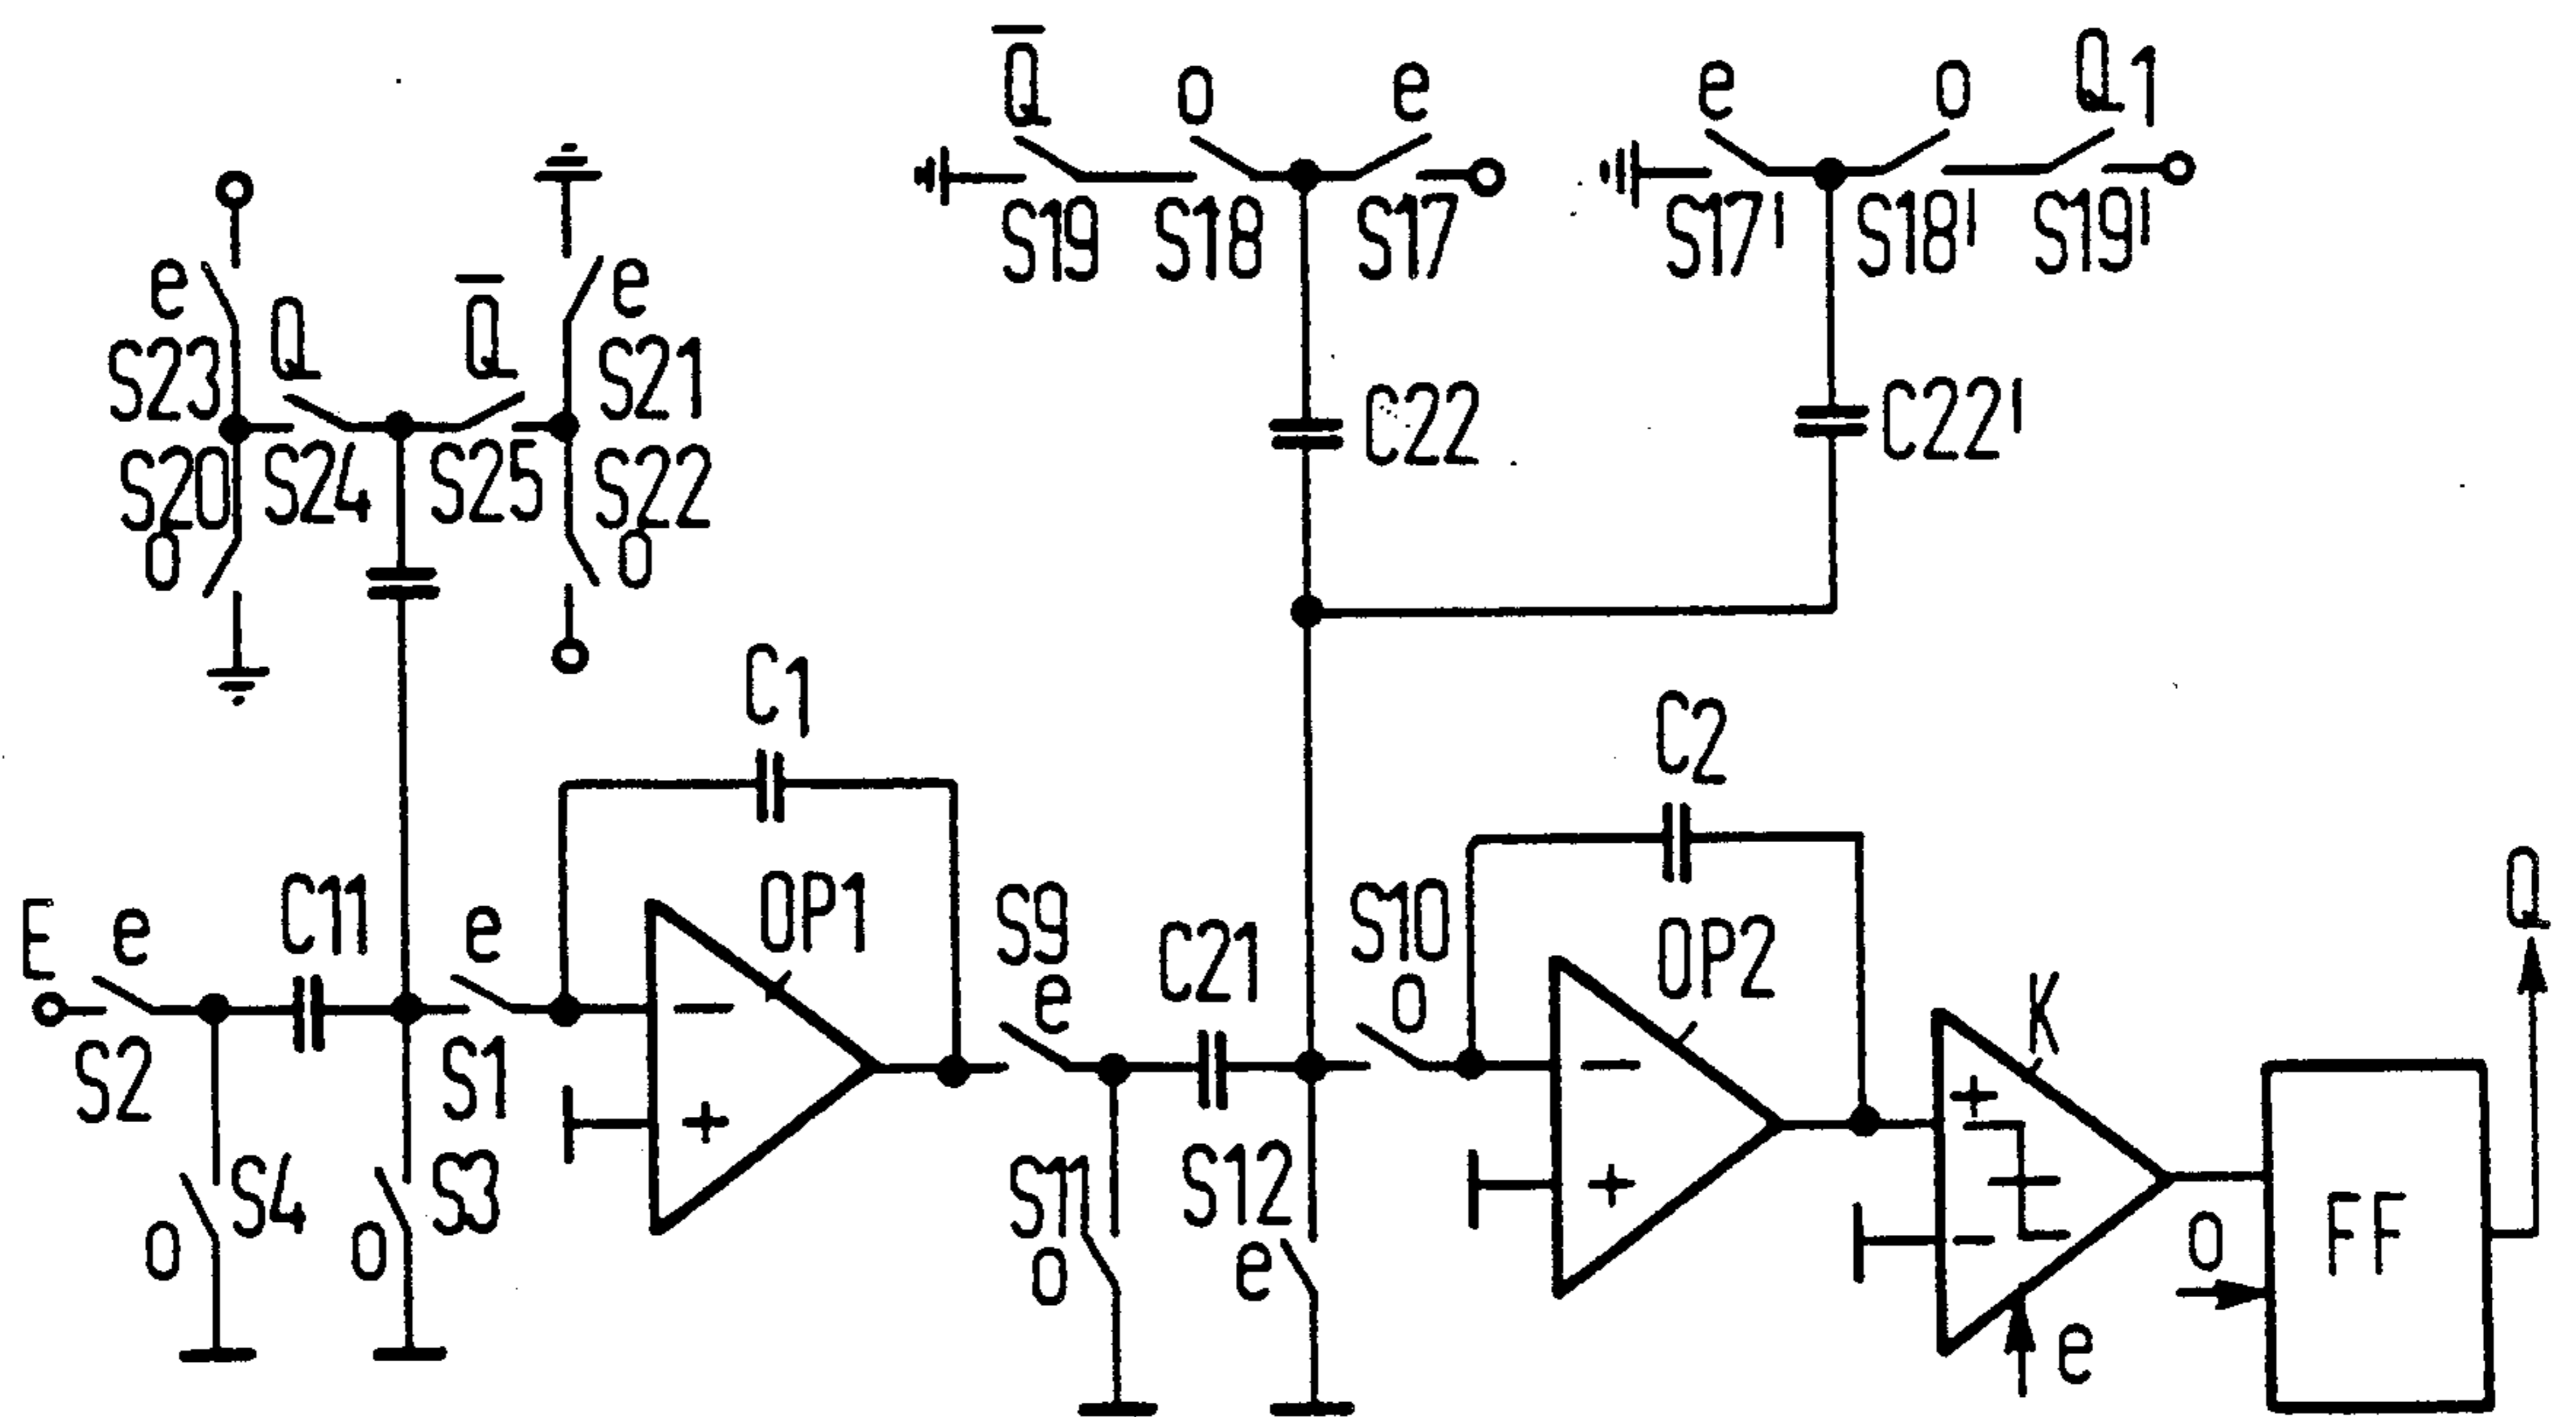 Q̅ o e e o Q1
S19 S18 S17 S17' S18' S19'
e Q Q̅ e
S23 S21
S20 S24 S25 S22
o o
C22 C22'
C1
C2
E e C11 e OP1 S9 C21 S10 OP2 Q
e o K
S2 S1
- -
+ +
S4 S3 S11 S12 + -
o o o e o FF
e